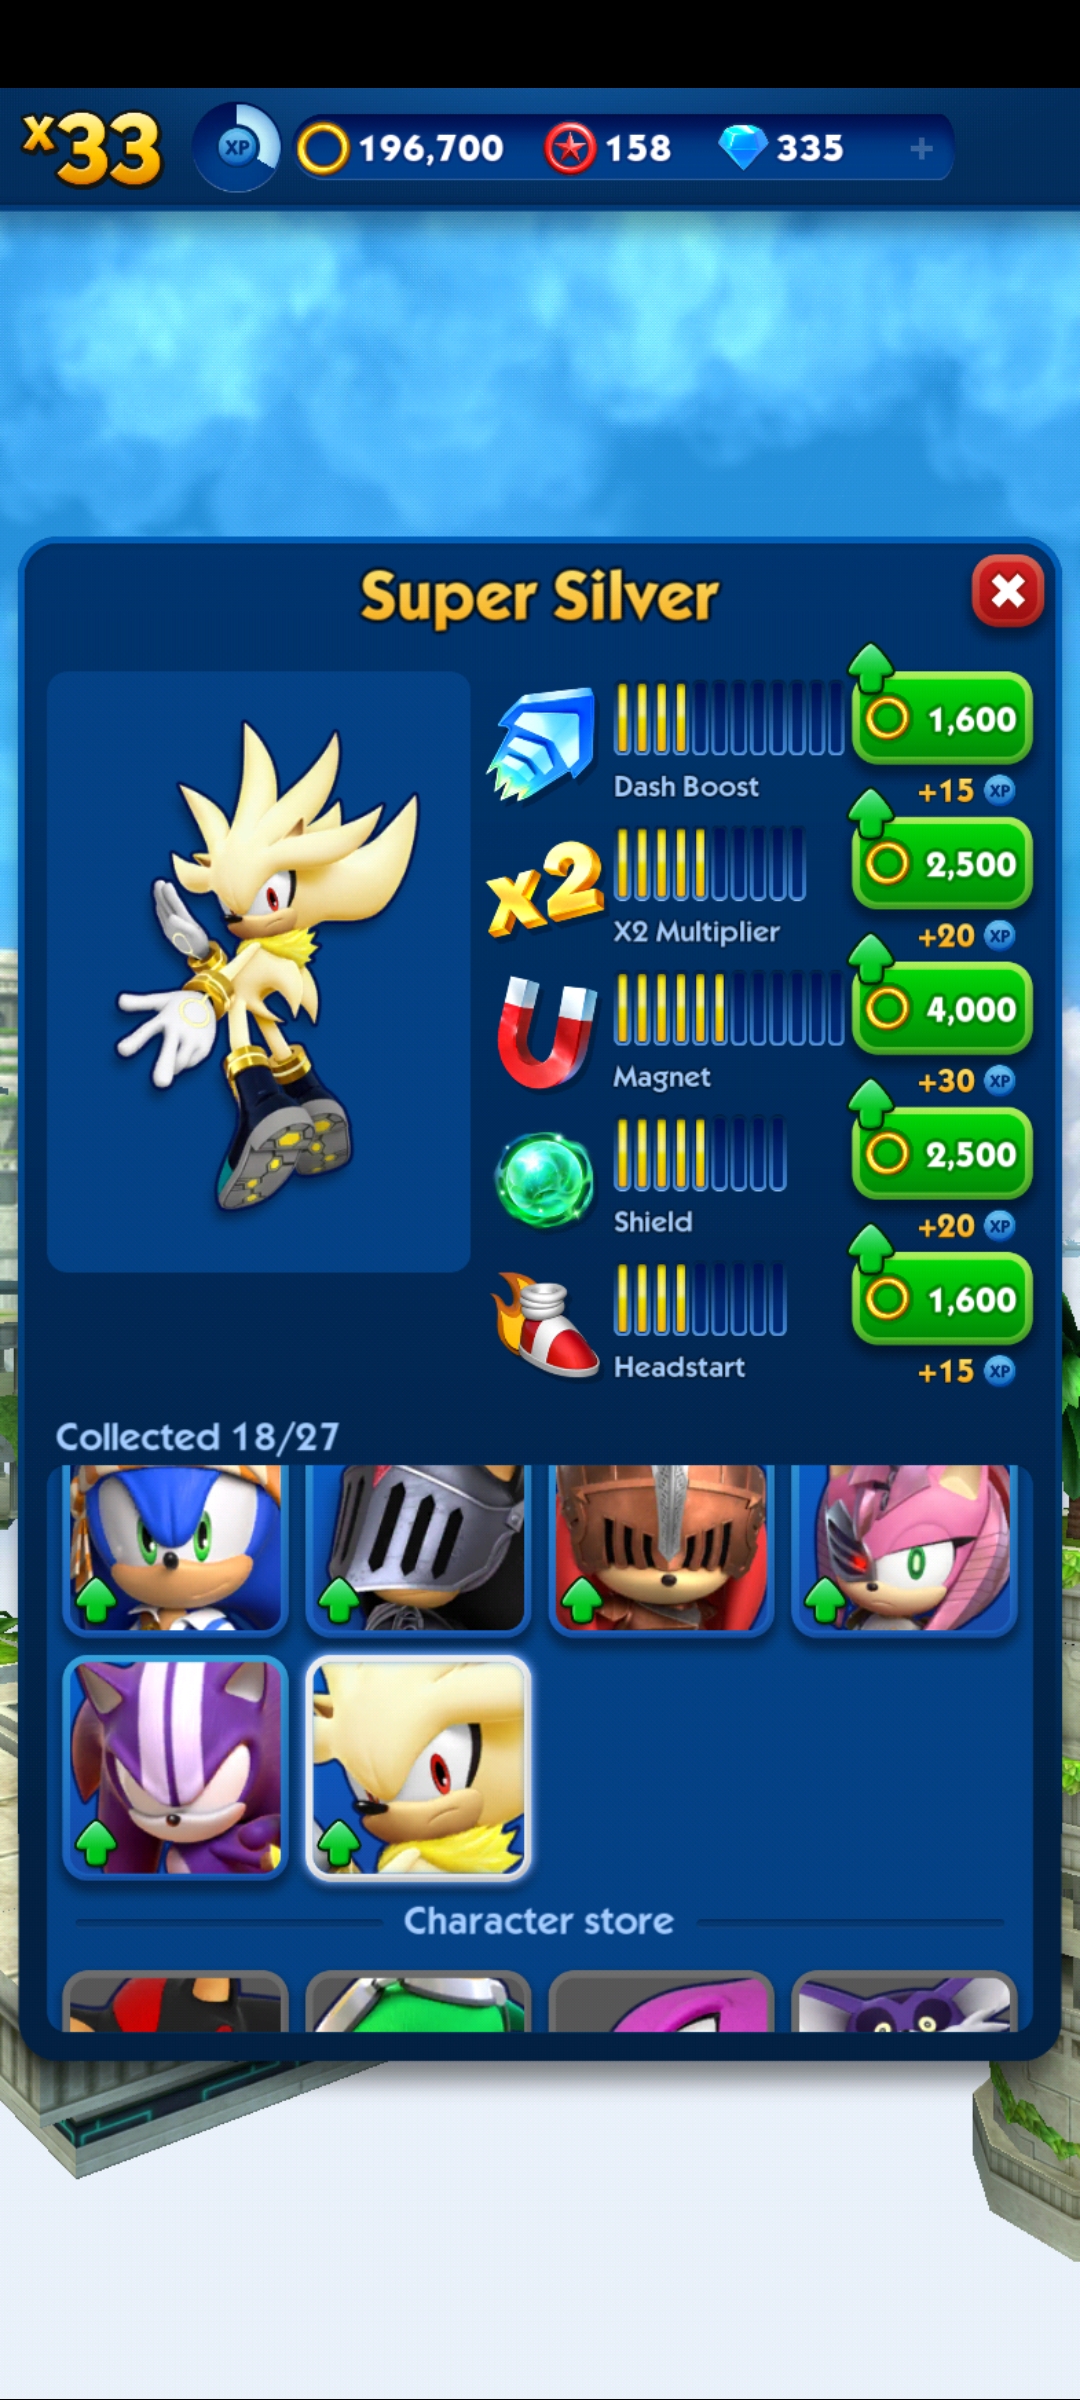 x33 XP 196,700 158 335 +
Super Silver
1,600
Dash Boost
+15 XP
x2
2,500
X2 Multiplier
+20 XP
4,000
Magnet
+30 XP
2,500
Shield
+20 XP
1,600
Headstart
+15 XP
Collected 18/27
Character store